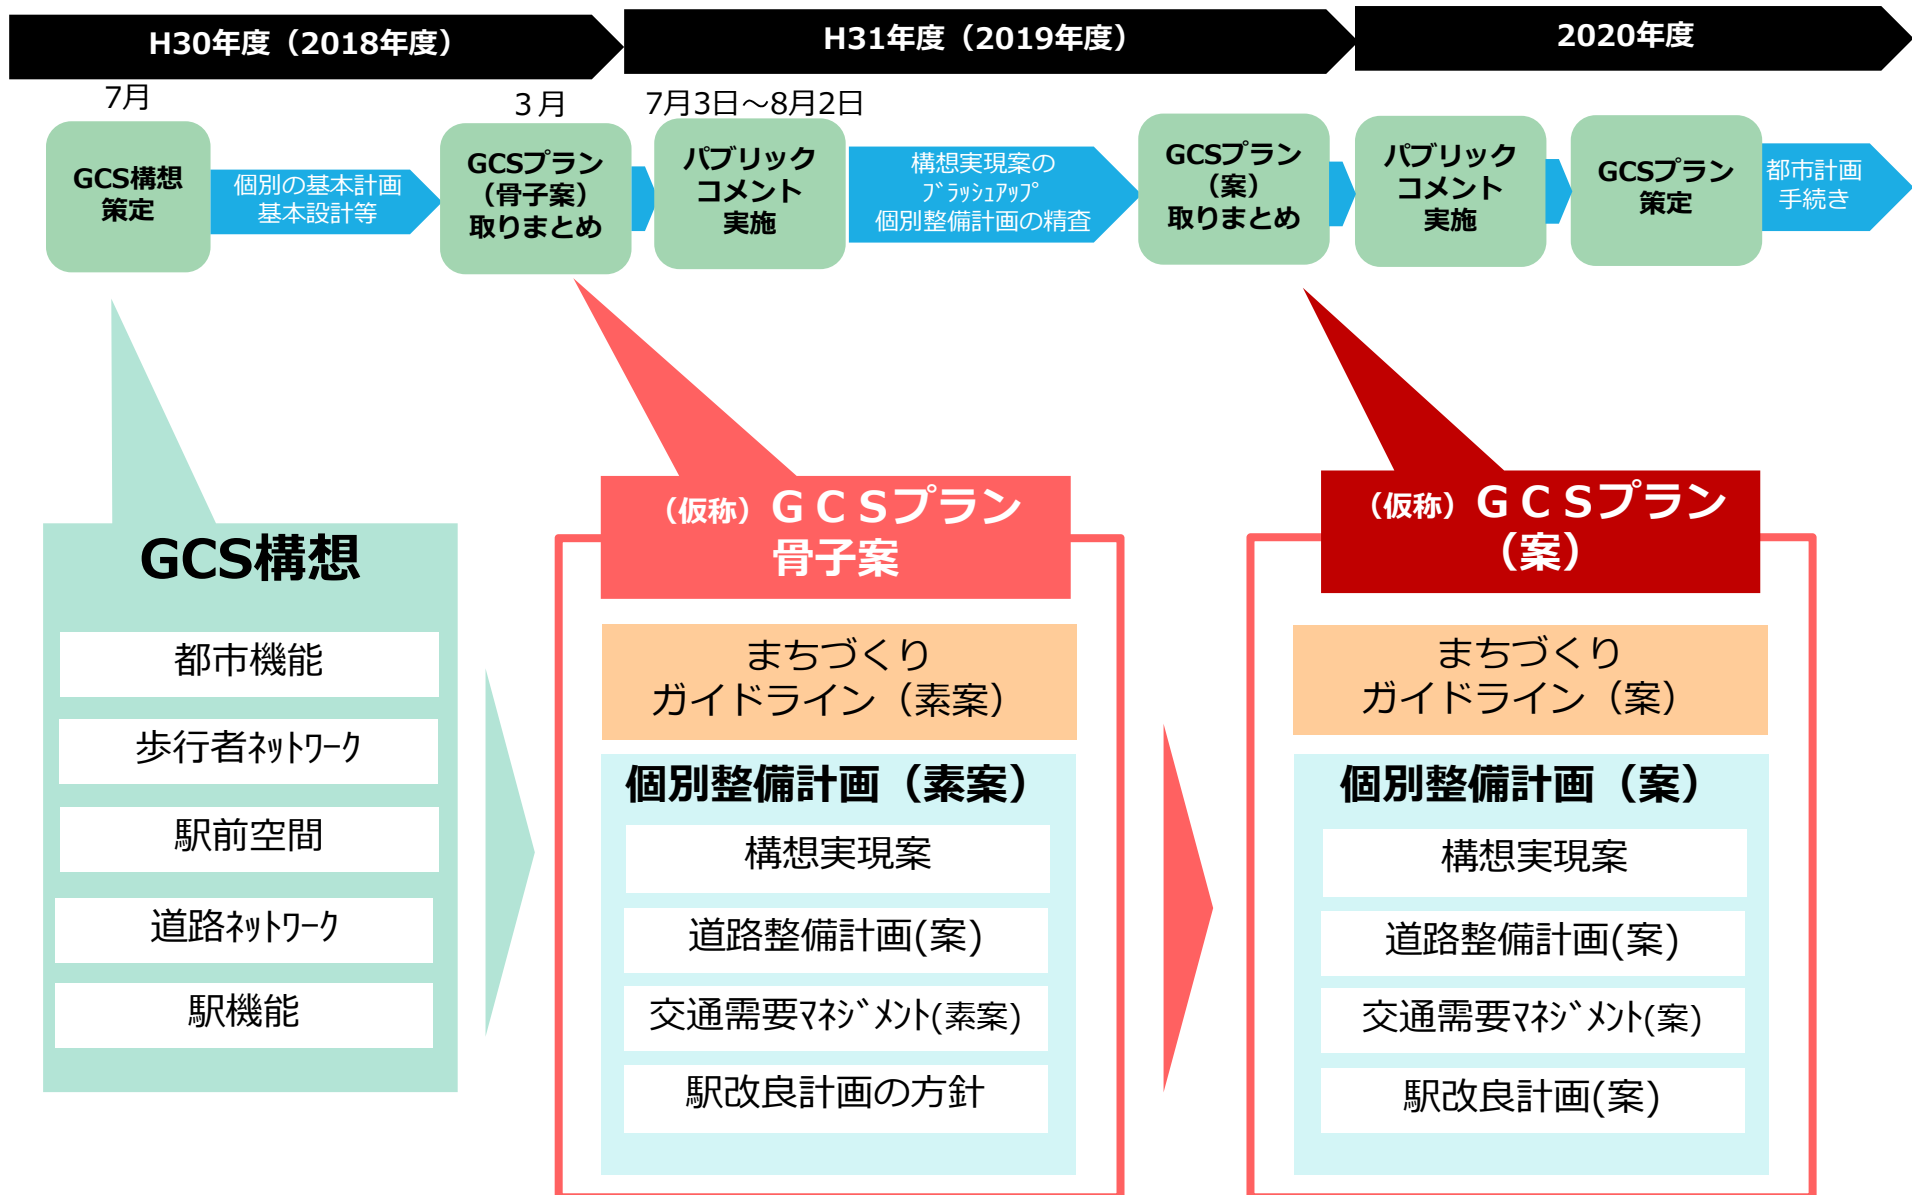 H30年度（2018年度）
H31年度（2019年度）
2020年度
7月
３月
7月3日～8月2日
GCS構想
策定
個別の基本計画
基本設計等
GCSプラン
（骨子案）
取りまとめ
パブリック
コメント
実施
構想実現案の
ﾌﾞﾗｯｼｭｱｯﾌﾟ
個別整備計画の精査
GCSプラン
（案）
取りまとめ
パブリック
コメント
実施
GCSプラン
策定
都市計画
手続き
GCS構想
都市機能
歩行者ﾈｯﾄﾜｰｸ
駅前空間
道路ﾈｯﾄﾜｰｸ
駅機能
（仮称）ＧＣＳプラン
骨子案
まちづくり
ガイドライン（素案）
個別整備計画（素案）
構想実現案
道路整備計画(案)
交通需要ﾏﾈｼﾞﾒﾝﾄ(素案)
駅改良計画の方針
（仮称）ＧＣＳプラン
（案）
まちづくり
ガイドライン（案）
個別整備計画（案）
構想実現案
道路整備計画(案)
交通需要ﾏﾈｼﾞﾒﾝﾄ(案)
駅改良計画(案)